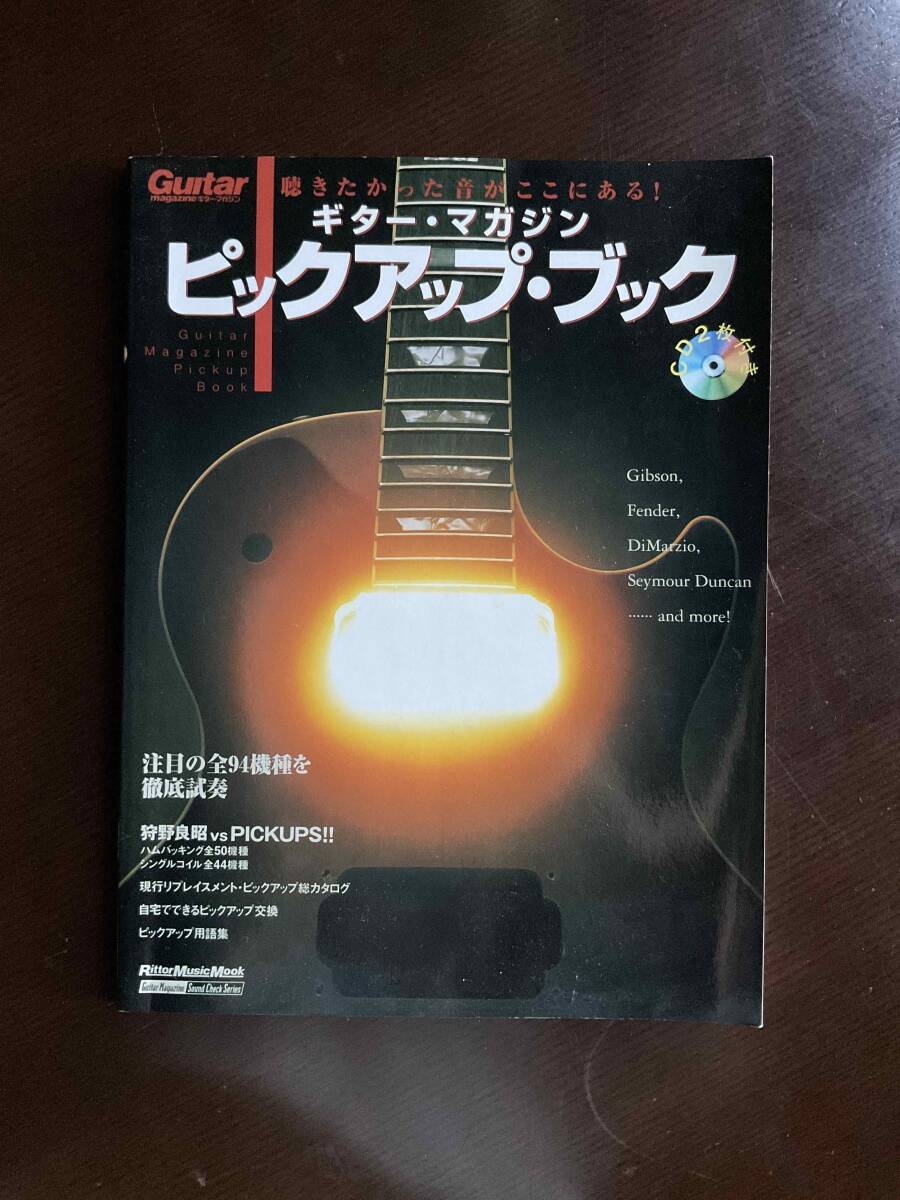 Guitar
magazine ギター・マガジン
聴きたかった音がここにある!
ギター・マガジン
ピックアップ・ブック
Guitar
Magazine
Pickup
Book
CD2枚付き
Gibson,
Fender,
DiMarzio,
Seymour Duncan
…… and more!
注目の全94機種を
徹底試奏
狩野良昭 vs PICKUPS!!
ハムバッキング全50機種
シングルコイル全44機種
現行リプレイスメント・ピックアップ総カタログ
自宅でできるピックアップ交換
ピックアップ用語集
RittorMusicMook
Guitar Magazine Sound Check Series